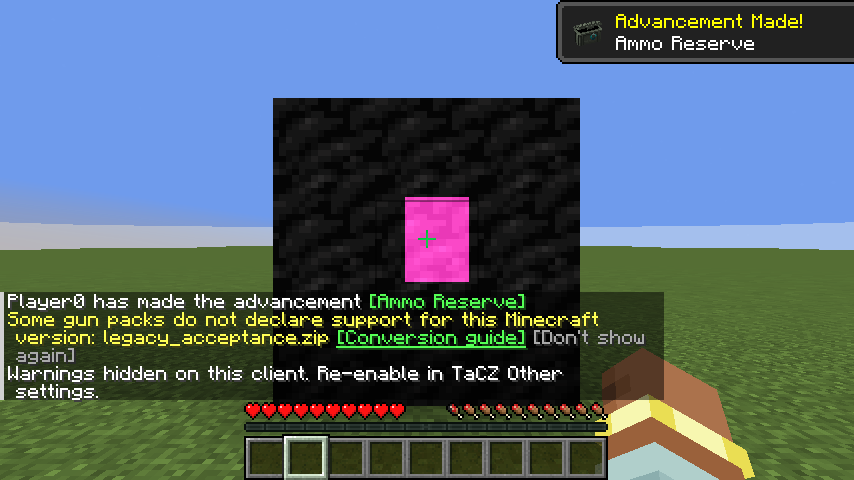 Advancement Made!
Ammo Reserve
Player0 has made the advancement [Ammo Reserve]
Some gun packs do not declare support for this Minecraft
version: legacy_acceptance.zip [Conversion guide] [Don't show
again]
Warnings hidden on this client. Re-enable in TaCZ Other
settings.